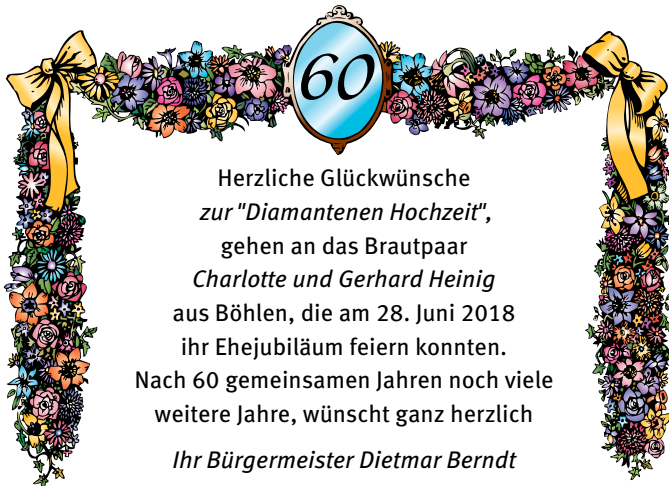 60
Herzliche Glückwünsche
zur "Diamantenen Hochzeit",
gehen an das Brautpaar
Charlotte und Gerhard Heinig
aus Böhlen, die am 28. Juni 2018
ihr Ehejubiläum feiern konnten.
Nach 60 gemeinsamen Jahren noch viele
weitere Jahre, wünscht ganz herzlich
Ihr Bürgermeister Dietmar Berndt